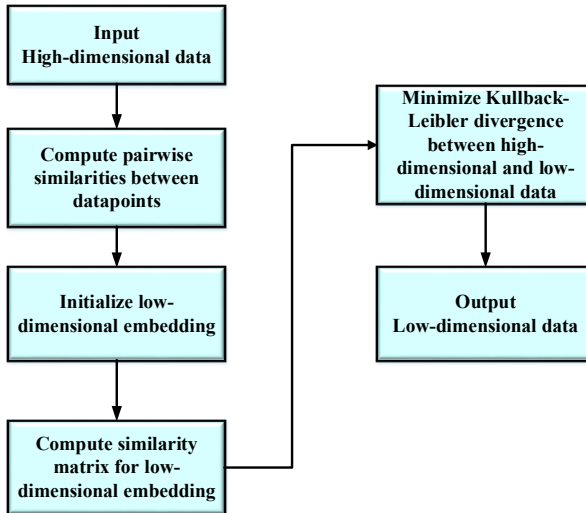 Input
High-dimensional data
Compute pairwise
similarities between
datapoints
Initialize low-
dimensional embedding
Compute similarity
matrix for low-
dimensional embedding
Minimize Kullback-
Leibler divergence
between high-
dimensional and low-
dimensional data
Output
Low-dimensional data